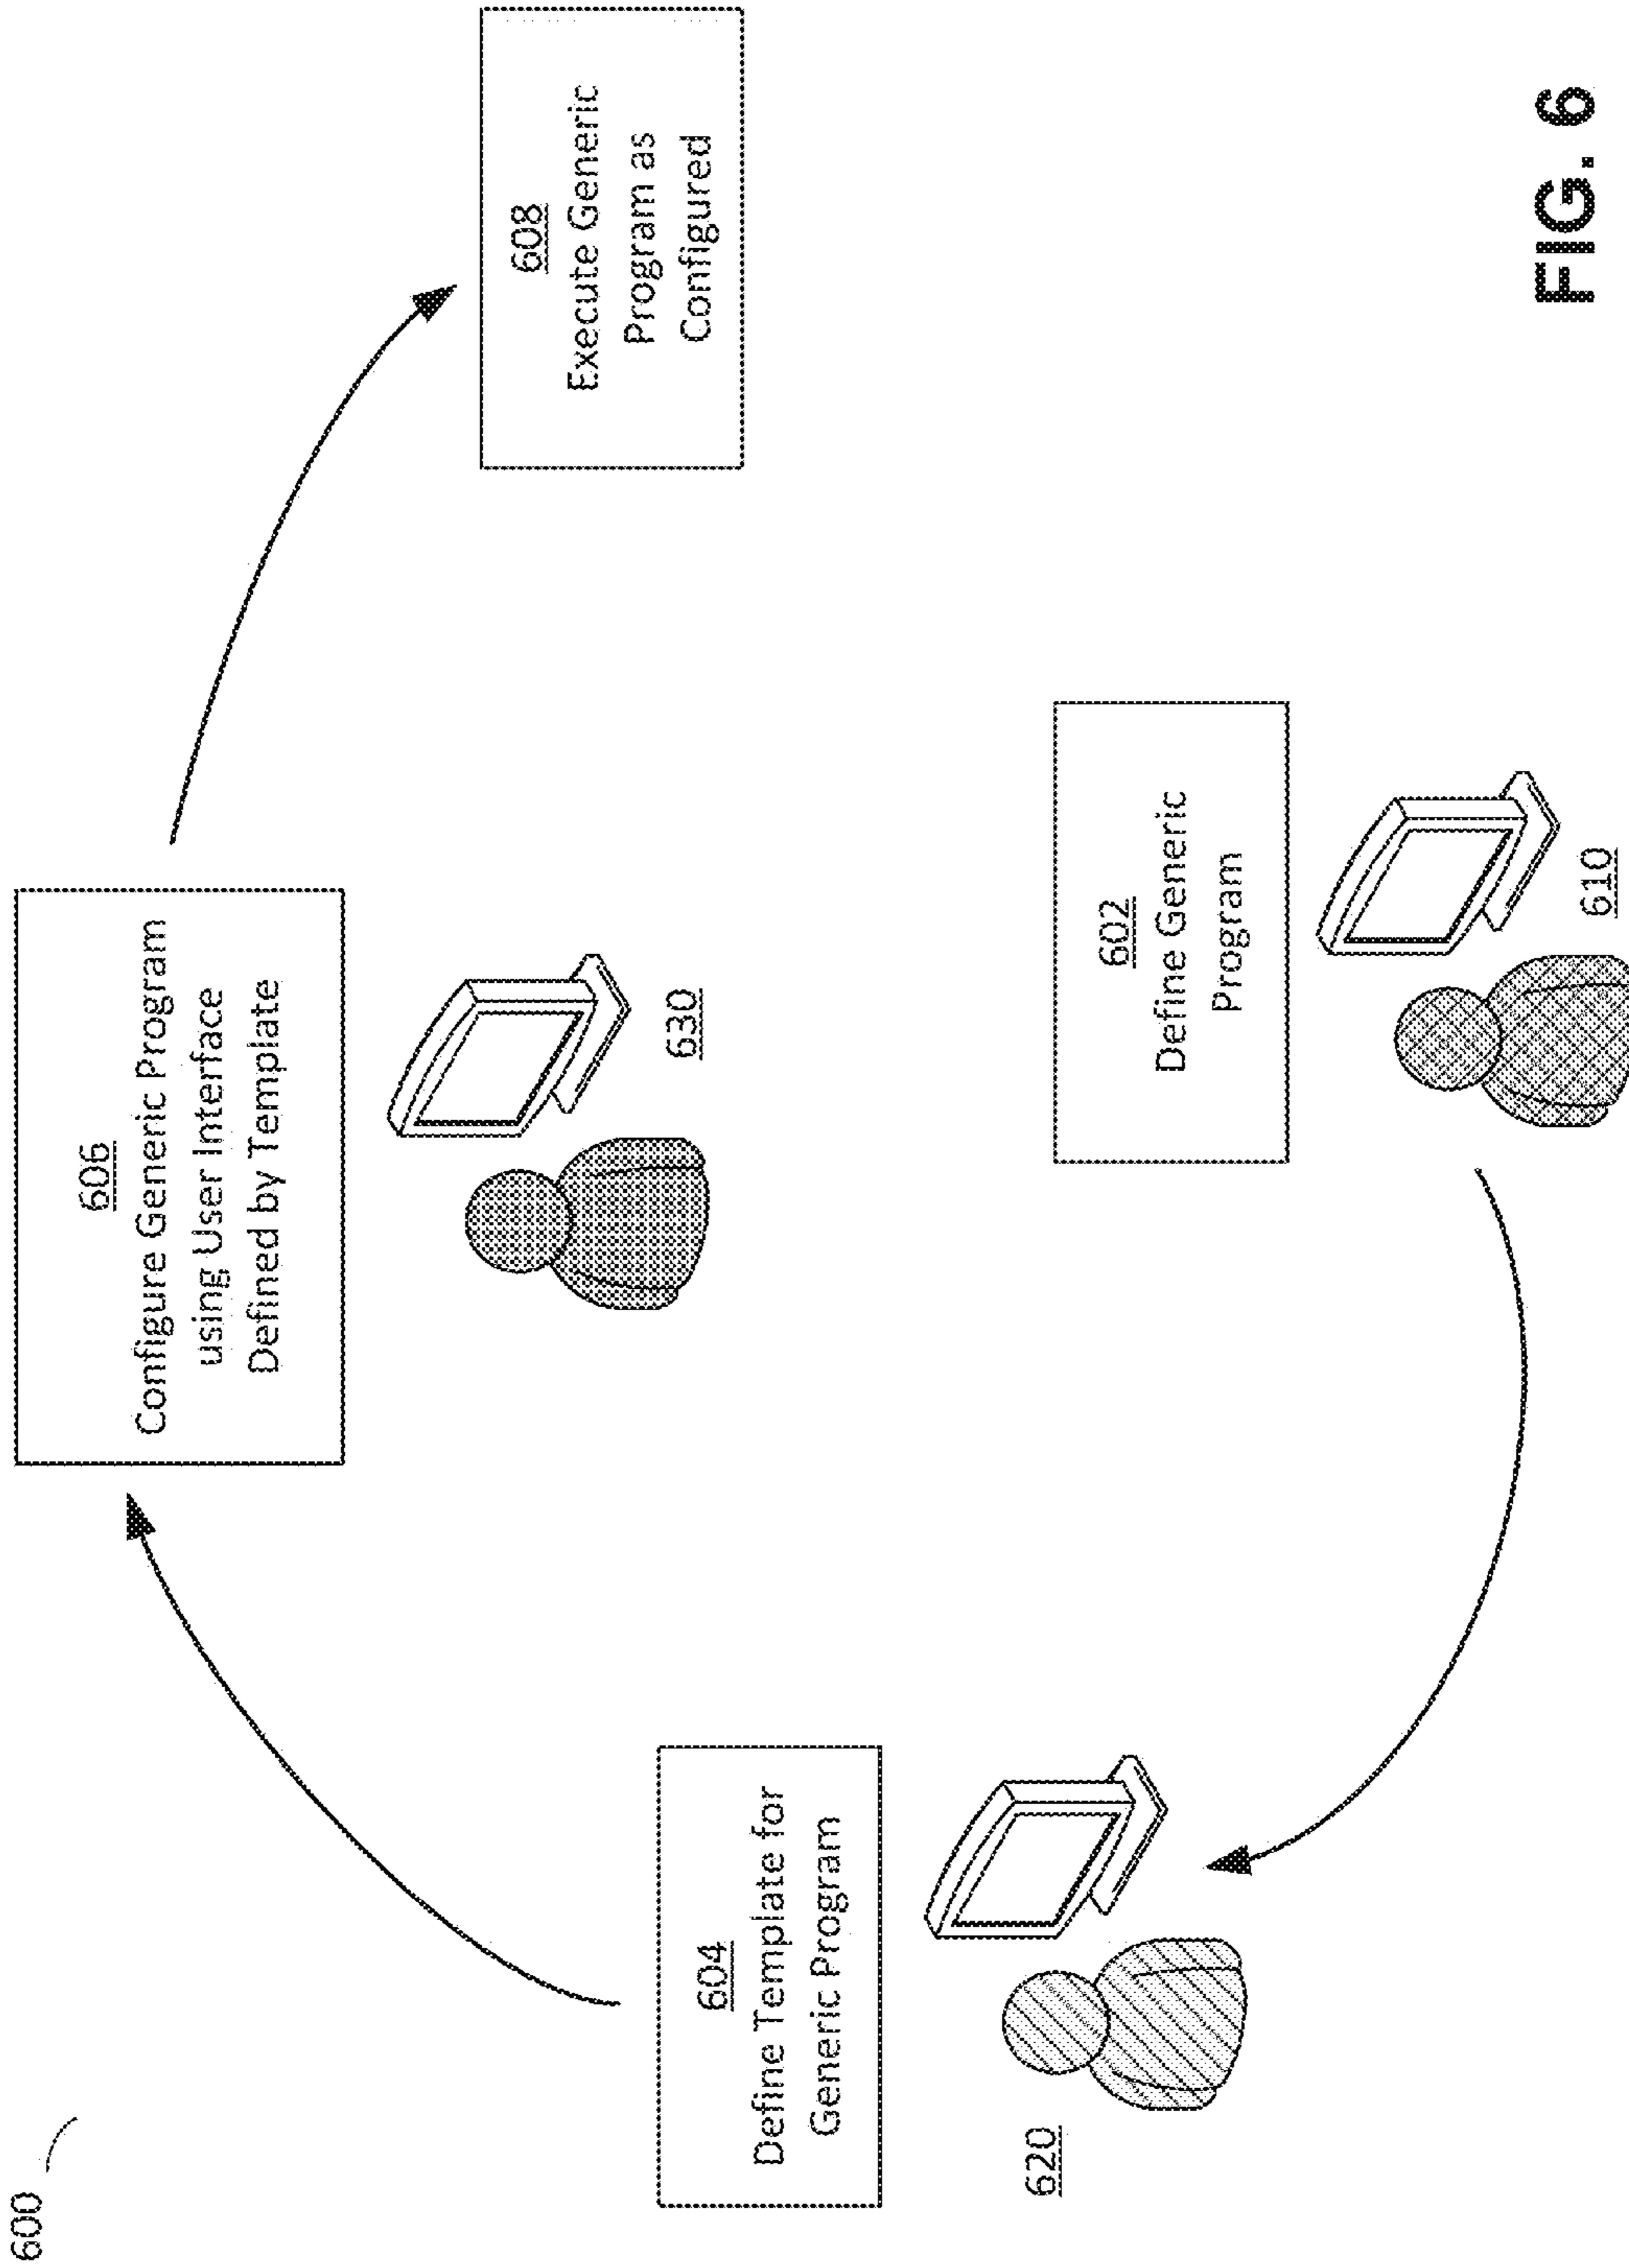 600
606
Configure Generic Program
using User Interface
Defined by Template
630
608
Execute Generic
Program as
Configured
604
Define Template for
Generic Program
620
602
Define Generic
Program
610
FIG. 6